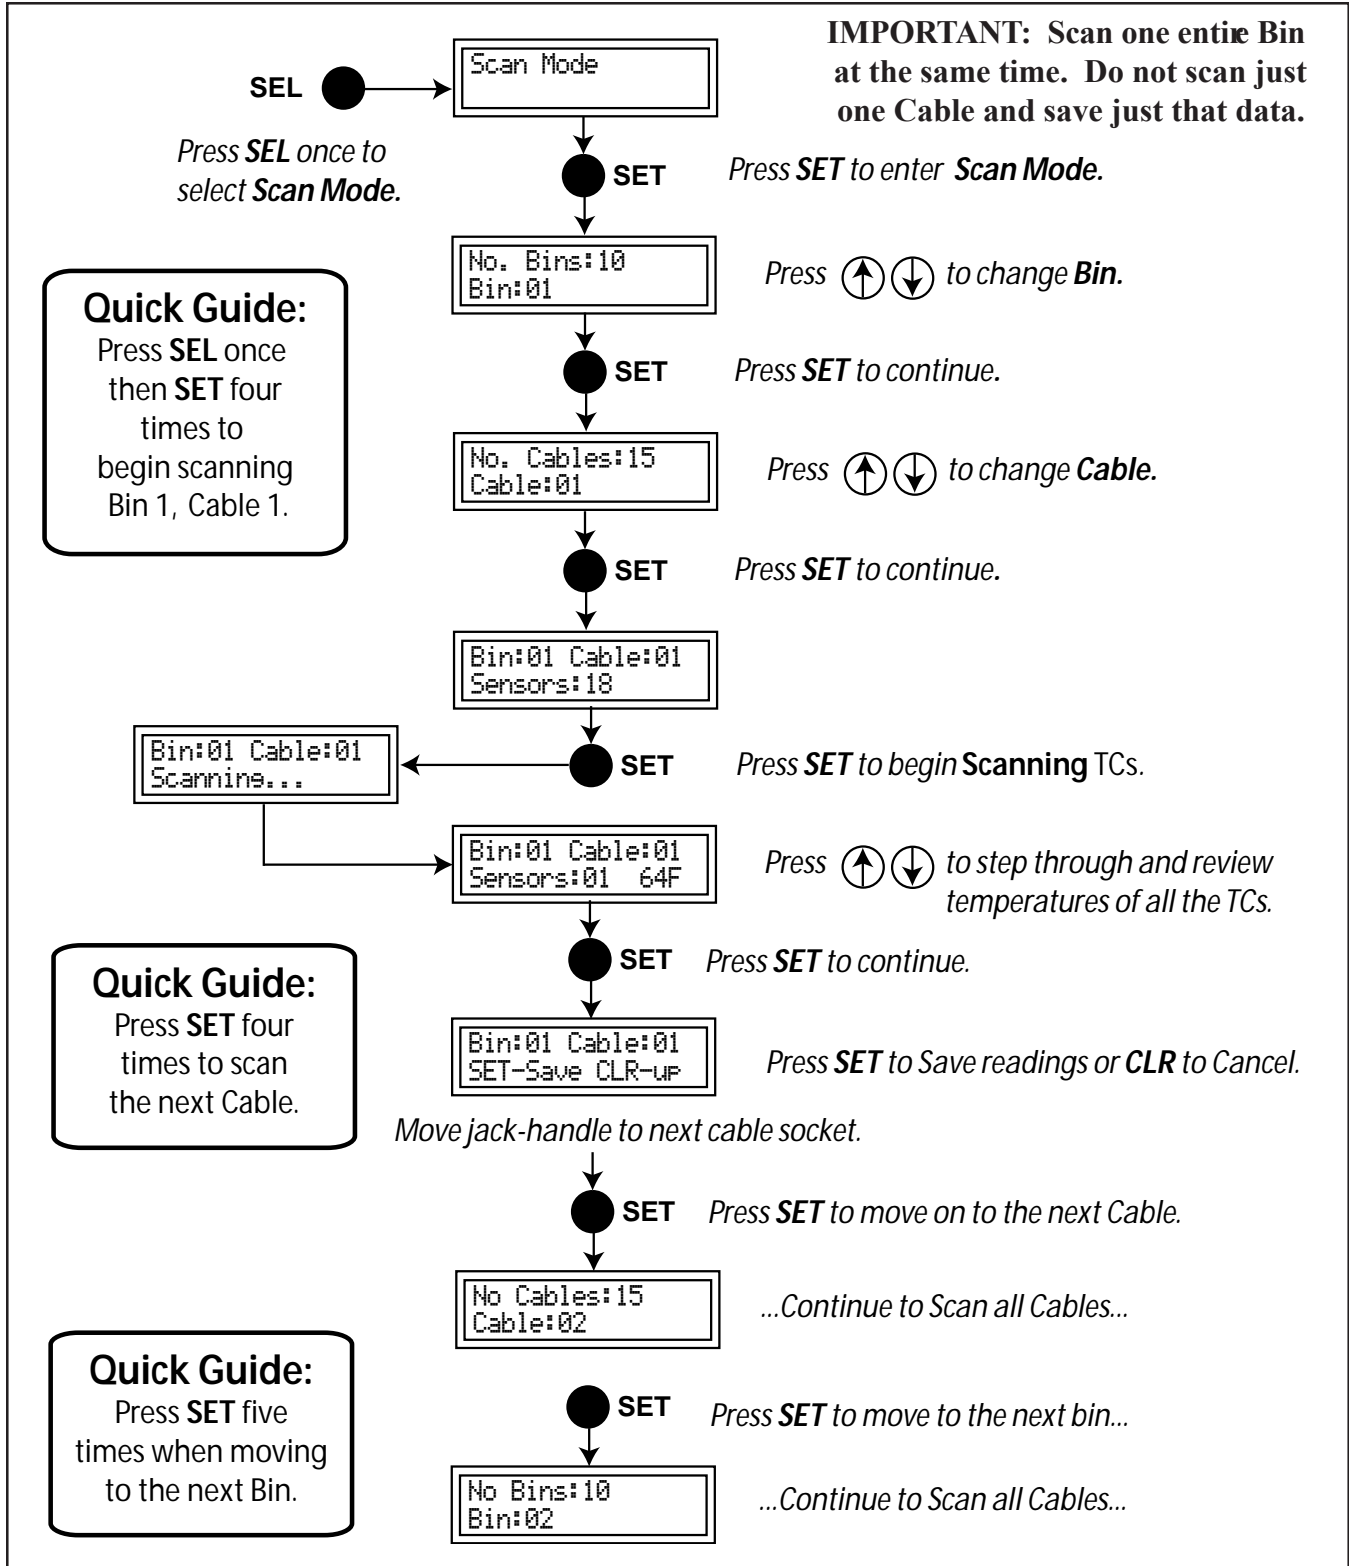 IMPORTANT: Scan one entire Bin
at the same time. Do not scan just
one Cable and save just that data.
SEL
Scan Mode
Press SEL once to
select Scan Mode.
SET
Press SET to enter Scan Mode.
No. Bins:10
Bin:01
Press to change Bin.
Quick Guide:
Press SEL once
then SET four
times to
begin scanning
Bin 1, Cable 1.
SET
Press SET to continue.
No. Cables:15
Cable:01
Press to change Cable.
SET
Press SET to continue.
Bin:01 Cable:01
Sensors:18
SET
Press SET to begin Scanning TCs.
Bin:01 Cable:01
Scanning...
Bin:01 Cable:01
Sensors:01 64F
Press to step through and review
temperatures of all the TCs.
SET
Press SET to continue.
Quick Guide:
Press SET four
times to scan
the next Cable.
Bin:01 Cable:01
SET-Save CLR-up
Press SET to Save readings or CLR to Cancel.
Move jack-handle to next cable socket.
SET
Press SET to move on to the next Cable.
No Cables:15
Cable:02
...Continue to Scan all Cables...
Quick Guide:
Press SET five
times when moving
to the next Bin.
SET
Press SET to move to the next bin...
No Bins:10
Bin:02
...Continue to Scan all Cables...